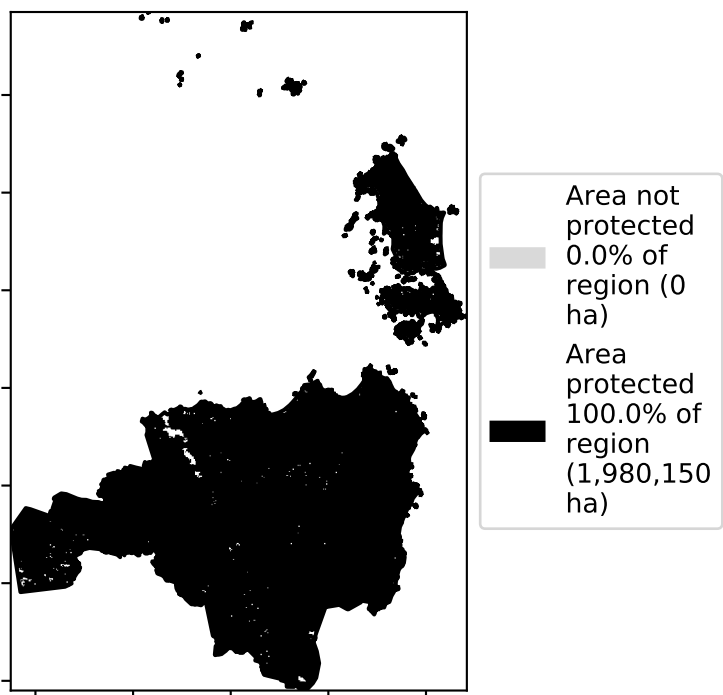 Area not
protected
0.0% of
region (0
ha)
Area
protected
100.0% of
region
(1,980,150
ha)